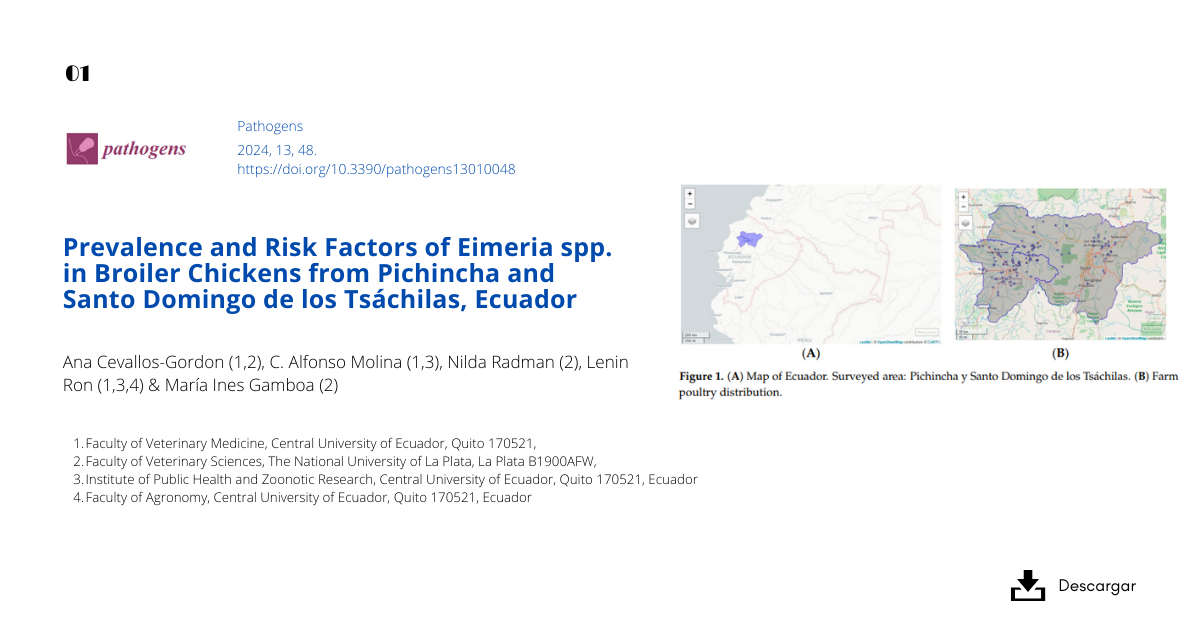 01
pathogens
Pathogens
2024, 13, 48.
https://doi.org/10.3390/pathogens13010048
Prevalence and Risk Factors of Eimeria spp.
in Broiler Chickens from Pichincha and
Santo Domingo de los Tsáchilas, Ecuador
Ana Cevallos-Gordon (1,2), C. Alfonso Molina (1,3), Nilda Radman (2), Lenin
Ron (1,3,4) & María Ines Gamboa (2)
1. Faculty of Veterinary Medicine, Central University of Ecuador, Quito 170521,
2. Faculty of Veterinary Sciences, The National University of La Plata, La Plata B1900AFW,
3. Institute of Public Health and Zoonotic Research, Central University of Ecuador, Quito 170521, Ecuador
4. Faculty of Agronomy, Central University of Ecuador, Quito 170521, Ecuador
(A)
(B)
Figure 1. (A) Map of Ecuador. Surveyed area: Pichincha y Santo Domingo de los Tsáchilas. (B) Farm
poultry distribution.
Descargar